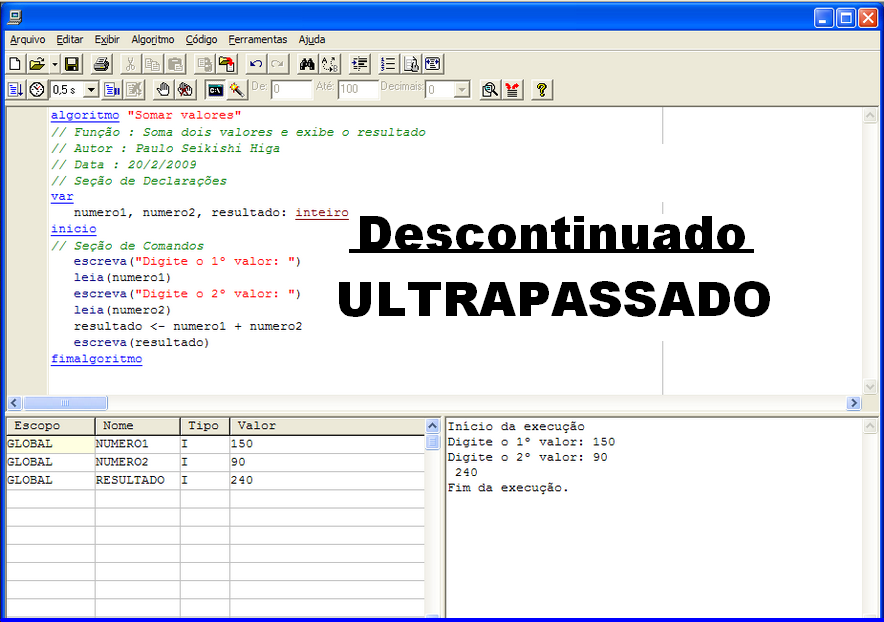 Arquivo Editar Exibir Algoritmo Código Ferramentas Ajuda
0,5 s De: 0 Até: 100 Decimais: 0
algoritmo "Somar valores"
// Função : Soma dois valores e exibe o resultado
// Autor : Paulo Seikishi Higa
// Data : 20/2/2009
// Seção de Declarações
var
numero1, numero2, resultado: inteiro
inicio
// Seção de Comandos
escreva("Digite o 1º valor: ")
leia(numero1)
escreva("Digite o 2º valor: ")
leia(numero2)
resultado <- numero1 + numero2
escreva(resultado)
fimalgoritmo
Descontinuado
ULTRAPASSADO
Escopo Nome Tipo Valor
GLOBAL NUMERO1 I 150
GLOBAL NUMERO2 I 90
GLOBAL RESULTADO I 240
Início da execução
Digite o 1º valor: 150
Digite o 2º valor: 90
240
Fim da execução.